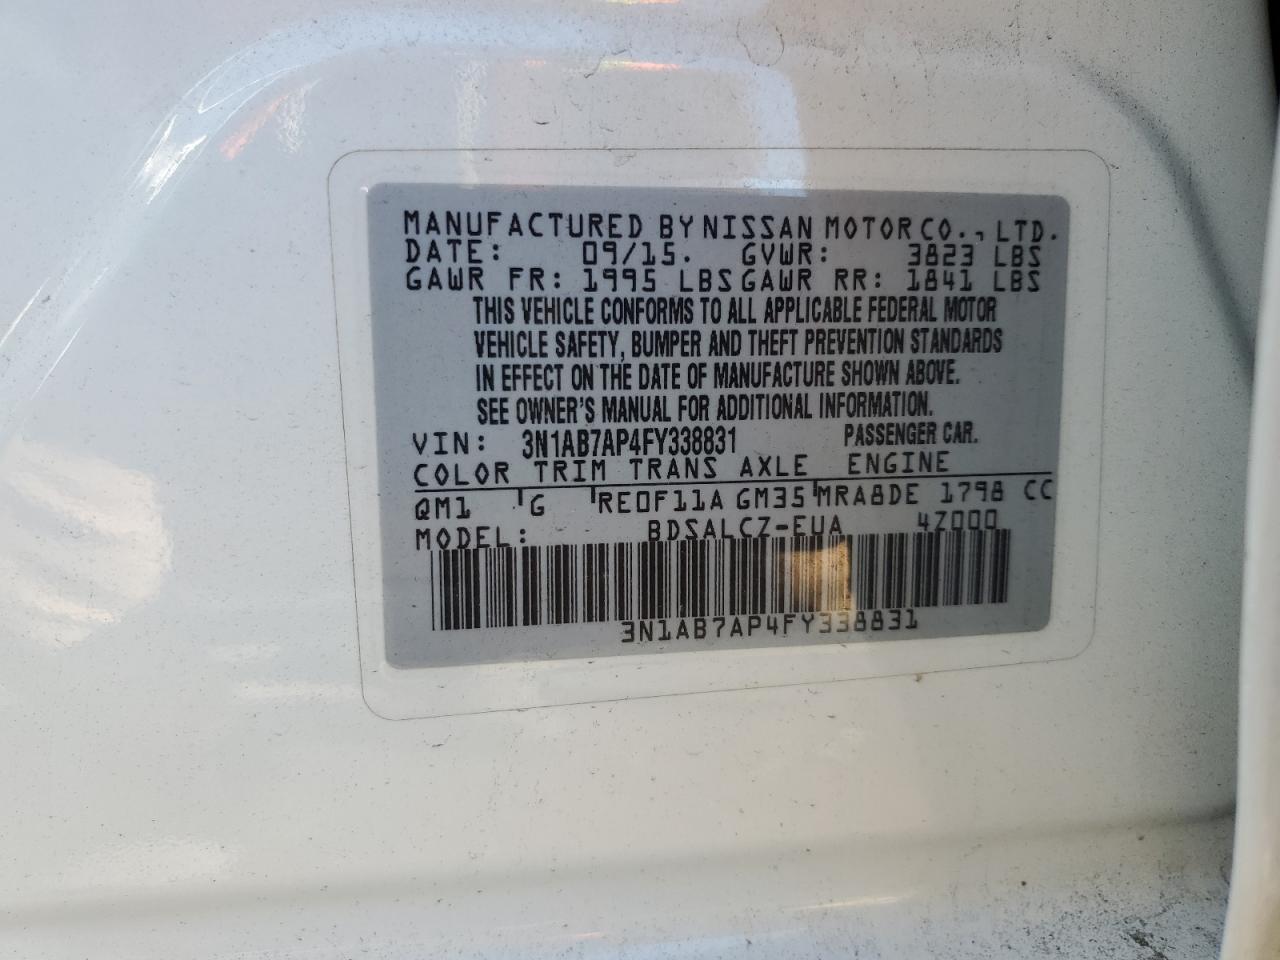 MANUFACTURED BY NISSAN MOTOR CO., LTD.
DATE: 09/15. GVWR: 3823 LBS
GAWR FR: 1995 LBS GAWR RR: 1841 LBS
THIS VEHICLE CONFORMS TO ALL APPLICABLE FEDERAL MOTOR
VEHICLE SAFETY, BUMPER AND THEFT PREVENTION STANDARDS
IN EFFECT ON THE DATE OF MANUFACTURE SHOWN ABOVE.
SEE OWNER'S MANUAL FOR ADDITIONAL INFORMATION.
VIN: 3N1AB7AP4FY338831 PASSENGER CAR.
COLOR TRIM TRANS AXLE ENGINE
QM1 G RE0F11A GM35 MRA8DE 1798 CC
MODEL: BDSALCZ-EUA 4Z000
3N1AB7AP4FY338831